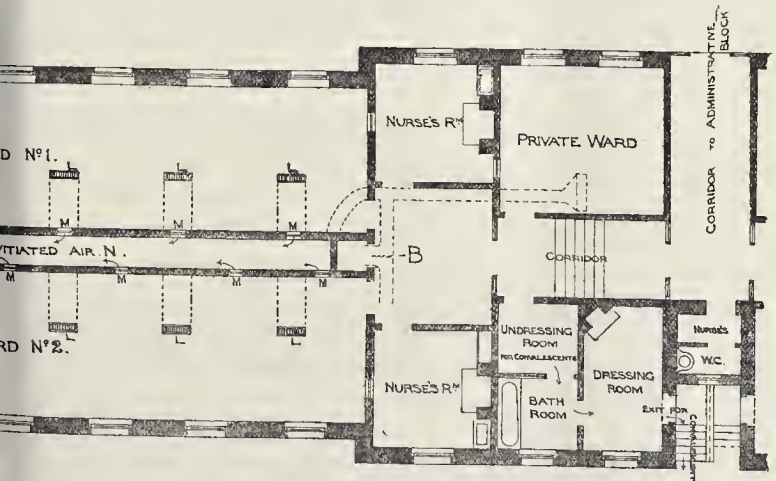 CORRIDOR TO ADMINISTRATIVE
BLOCK
NURSE'S RM
PRIVATE WARD
D No1.
L
L
L
M
M
M
VITIATED AIR. N.
B
CORRIDOR
M
M
M
M
L
L
L
RD No2.
UNDRESSING
ROOM
FOR CONVALESCENTS
NURSE'S
W.C.
NURSE'S RM
DRESSING
ROOM
BATH
ROOM
EXIT FOR